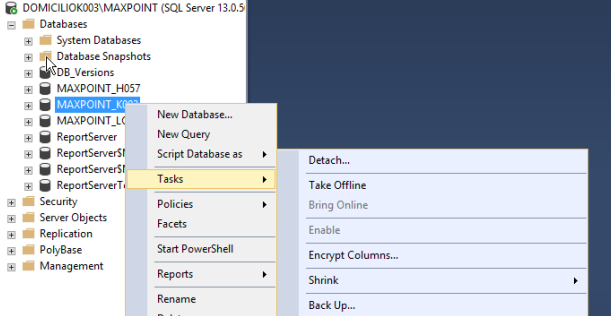 DOMICILIOK003\MAXPOINT (SQL Server 13.0.5
Databases
System Databases
Database Snapshots
DB_Versions
MAXPOINT_H057
MAXPOINT_K003
MAXPOINT_LO
ReportServer
ReportServer$
ReportServer$
ReportServerTe
Security
Server Objects
Replication
PolyBase
Management
New Database...
New Query
Script Database as
Tasks
Policies
Facets
Start PowerShell
Reports
Rename
Detach...
Take Offline
Bring Online
Enable
Encrypt Columns...
Shrink
Back Up...